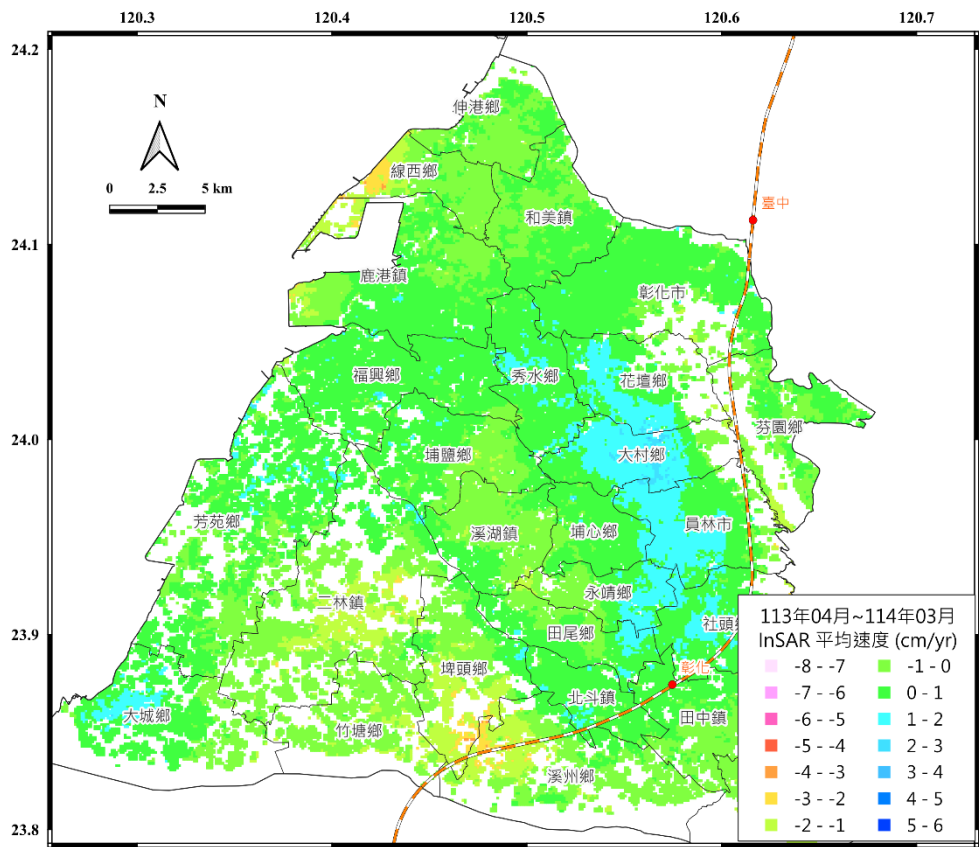 120.3
120.4
120.5
120.6
120.7
24.2
24.1
24.0
23.9
23.8
N
0 2.5 5 km
伸港鄉
線西鄉
和美鎮
臺中
鹿港鎮
彰化市
福興鄉
秀水鄉
花壇鄉
芬園鄉
埔鹽鄉
大村鄉
芳苑鄉
溪湖鎮
埔心鄉
員林市
二林鎮
永靖鄉
田尾鄉
社頭
埤頭鄉
彰化
北斗鎮
大城鄉
竹塘鄉
田中鎮
溪州鄉
113年04月~114年03月
InSAR 平均速度 (cm/yr)
-8 - -7 -1 - 0
-7 - -6 0 - 1
-6 - -5 1 - 2
-5 - -4 2 - 3
-4 - -3 3 - 4
-3 - -2 4 - 5
-2 - -1 5 - 6